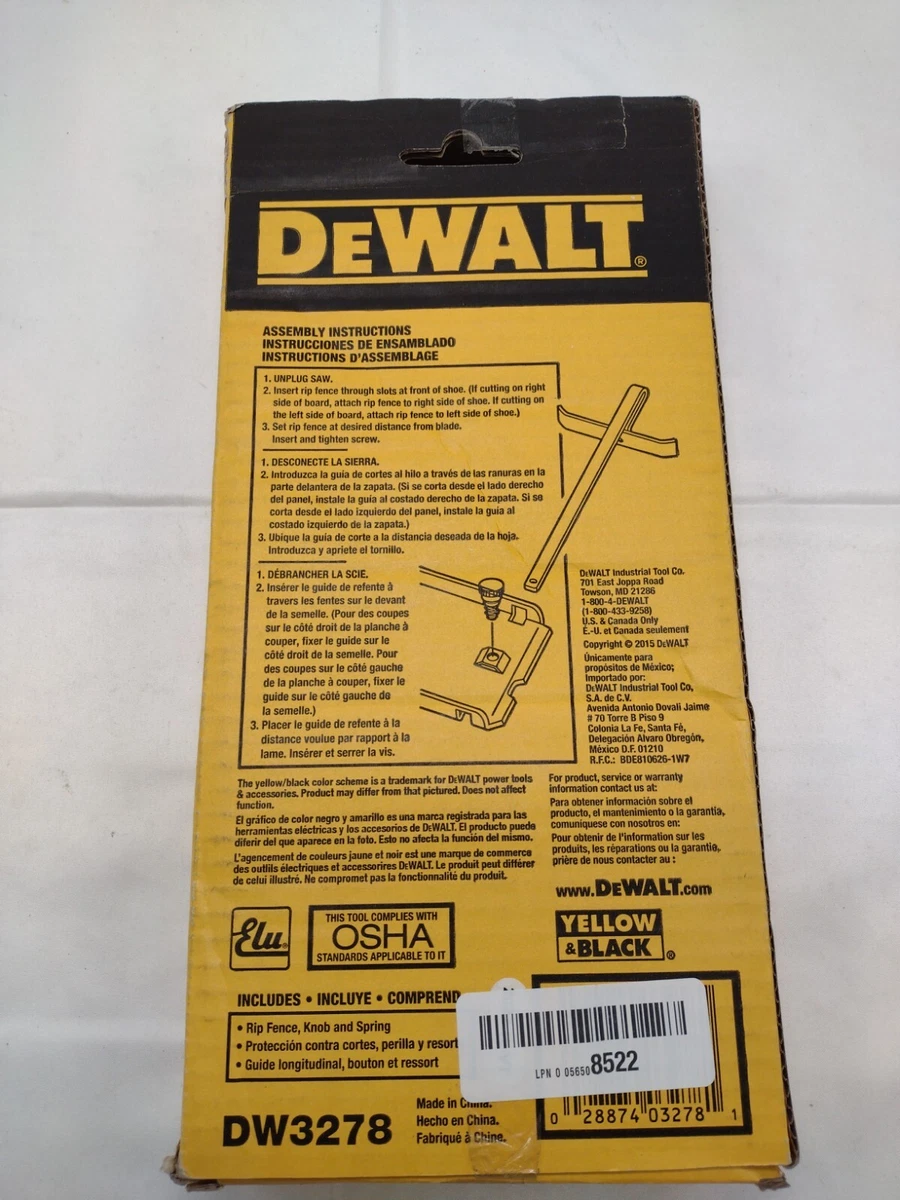 DEWALT®
ASSEMBLY INSTRUCTIONS
INSTRUCCIONES DE ENSAMBLADO
INSTRUCTIONS D'ASSEMBLAGE
1. UNPLUG SAW.
2. Insert rip fence through slots at front of shoe. (If cutting on right
side of board, attach rip fence to right side of shoe. If cutting on
the left side of board, attach rip fence to left side of shoe.)
3. Set rip fence at desired distance from blade.
Insert and tighten screw.
1. DESCONECTE LA SIERRA.
2. Introduzca la guía de cortes al hilo a través de las ranuras en la
parte delantera de la zapata. (Si se corta desde el lado derecho
del panel, instale la guía al costado derecho de la zapata. Si se
corta desde el lado izquierdo del panel, instale la guía al
costado izquierdo de la zapata.)
3. Ubique la guía de corte a la distancia deseada de la hoja.
Introduzca y apriete el tornillo.
1. DÉBRANCHER LA SCIE.
2. Insérer le guide de refente à
travers les fentes sur le devant
de la semelle. (Pour des coupes
sur le côté droit de la planche à
couper, fixer le guide sur le
côté droit de la semelle. Pour
des coupes sur le côté gauche
de la planche à couper, fixer le
guide sur le côté gauche de
la semelle.)
3. Placer le guide de refente à la
distance voulue par rapport à la
lame. Insérer et serrer la vis.
DEWALT Industrial Tool Co.
701 East Joppa Road
Towson, MD 21286
1-800-4-DEWALT
(1-800-433-9258)
U.S. & Canada Only
É.-U. et Canada seulement
Copyright © 2015 DEWALT
Únicamente para
propósitos de México;
Importado por:
DEWALT Industrial Tool Co,
S.A. de C.V.
Avenida Antonio Dovali Jaime
# 70 Torre B Piso 9
Colonia La Fe, Santa Fé,
Delegación Alvaro Obregón,
México D.F. 01210
R.F.C.: BDE810626-1W7
The yellow/black color scheme is a trademark for DEWALT power tools
& accessories. Product may differ from that pictured. Does not affect
function.
El gráfico de color negro y amarillo es una marca registrada para las
herramientas eléctricas y los accesorios de DEWALT. El producto puede
diferir del que aparece en la foto. Esto no afecta la función del mismo.
L'agencement de couleurs jaune et noir est une marque de commerce
des outils électriques et accessorires DEWALT. Le produit peut différer
de celui illustré. Ne compromet pas la fonctionnalité du produit.
For product, service or warranty
information contact us at:
Para obtener información sobre el
producto, el mantenimiento o la garantía,
comuníquese con nosotros en:
Pour obtenir de l'information sur les
produits, les réparations ou la garantie,
prière de nous contacter au :
www.DEWALT.com
Elu®
THIS TOOL COMPLIES WITH
OSHA
STANDARDS APPLICABLE TO IT
YELLOW
&BLACK®
INCLUDES • INCLUYE • COMPREND
• Rip Fence, Knob and Spring
• Protección contra cortes, perilla y resort
• Guide longitudinal, bouton et ressort
LPN 0 056508522
DW3278
Made in China.
Hecho en China.
Fabriqué à Chine.
0 28874 03278 1